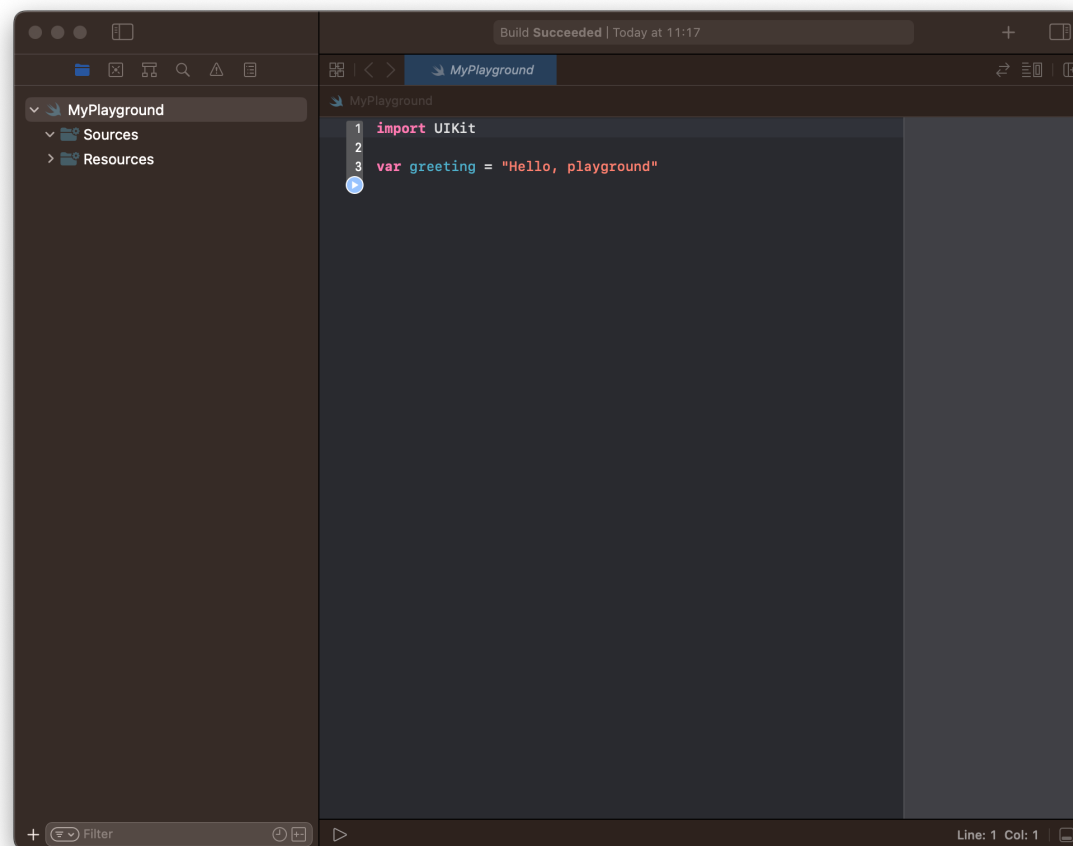 Build Succeeded | Today at 11:17
MyPlayground
MyPlayground
Sources
Resources
MyPlayground
1 import UIKit
2
3 var greeting = "Hello, playground"
Filter
Line: 1 Col: 1